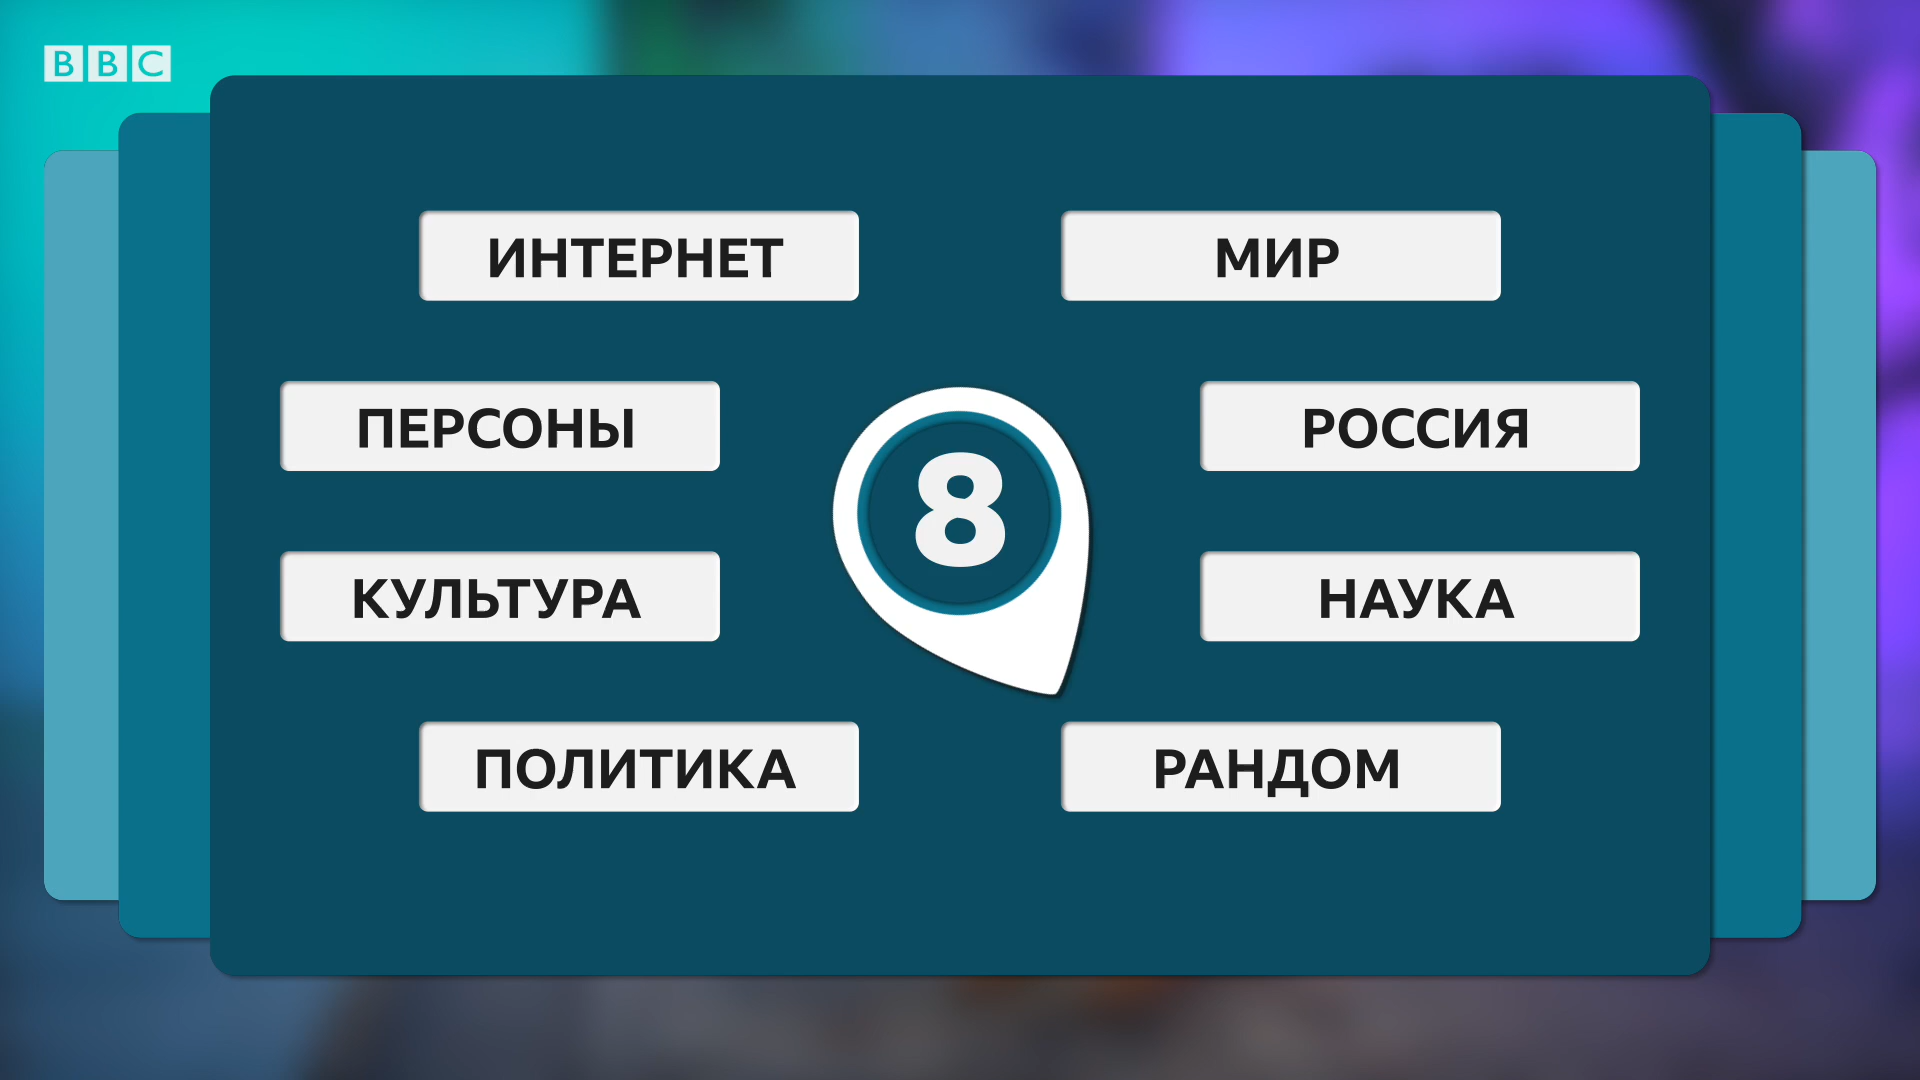 BBC
ИНТЕРНЕТ
МИР
ПЕРСОНЫ
РОССИЯ
8
КУЛЬТУРА
НАУКА
ПОЛИТИКА
РАНДОМ